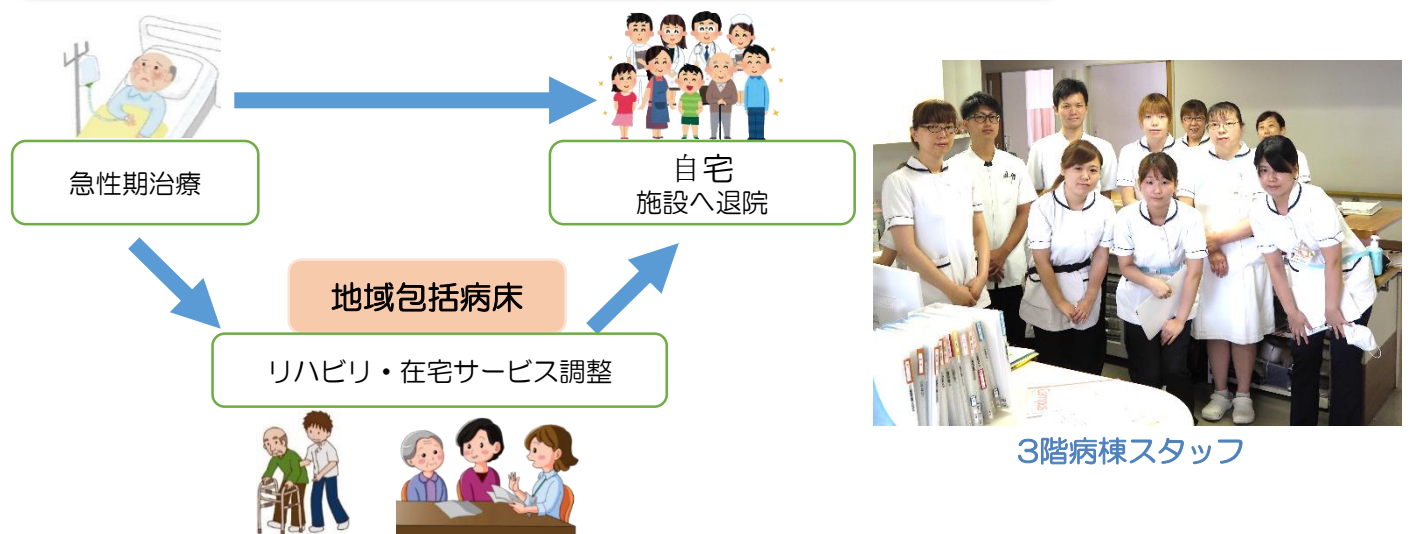 急性期治療
自宅
施設へ退院
地域包括病床
リハビリ・在宅サービス調整
3階病棟スタッフ